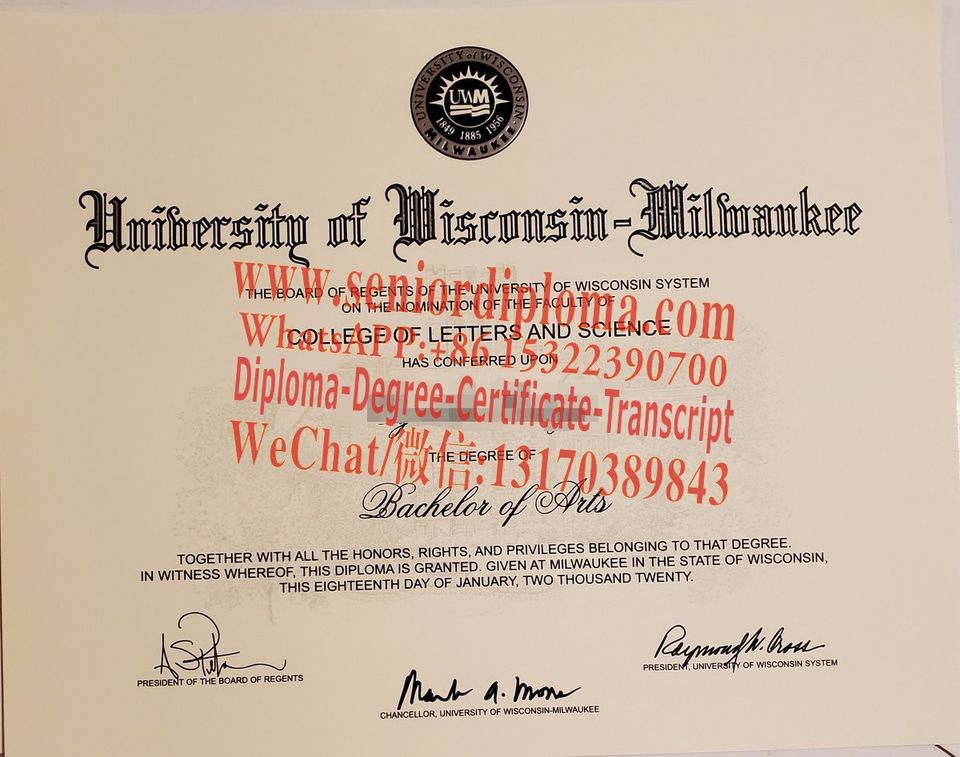 UNIVERSITY of WISCONSIN
UWM
1849 1885 1956
MILWAUKEE
University of Wisconsin-Milwaukee
www.seniordiploma.com
THE BOARD OF REGENTS OF THE UNIVERSITY OF WISCONSIN SYSTEM
ON THE NOMINATION OF THE FACULTY OF
COLLEGE OF LETTERS AND SCIENCE
WhatsAPP:+86 15322390700
HAS CONFERRED UPON
Diploma-Degree-Certificate-Transcript
THE DEGREE OF
WeChat/微信:13170389843
Bachelor of Arts
TOGETHER WITH ALL THE HONORS, RIGHTS, AND PRIVILEGES BELONGING TO THAT DEGREE.
IN WITNESS WHEREOF, THIS DIPLOMA IS GRANTED. GIVEN AT MILWAUKEE IN THE STATE OF WISCONSIN,
THIS EIGHTEENTH DAY OF JANUARY, TWO THOUSAND TWENTY.
PRESIDENT OF THE BOARD OF REGENTS
Raymond W. Cross
PRESIDENT, UNIVERSITY OF WISCONSIN SYSTEM
Mark A. Mone
CHANCELLOR, UNIVERSITY OF WISCONSIN-MILWAUKEE